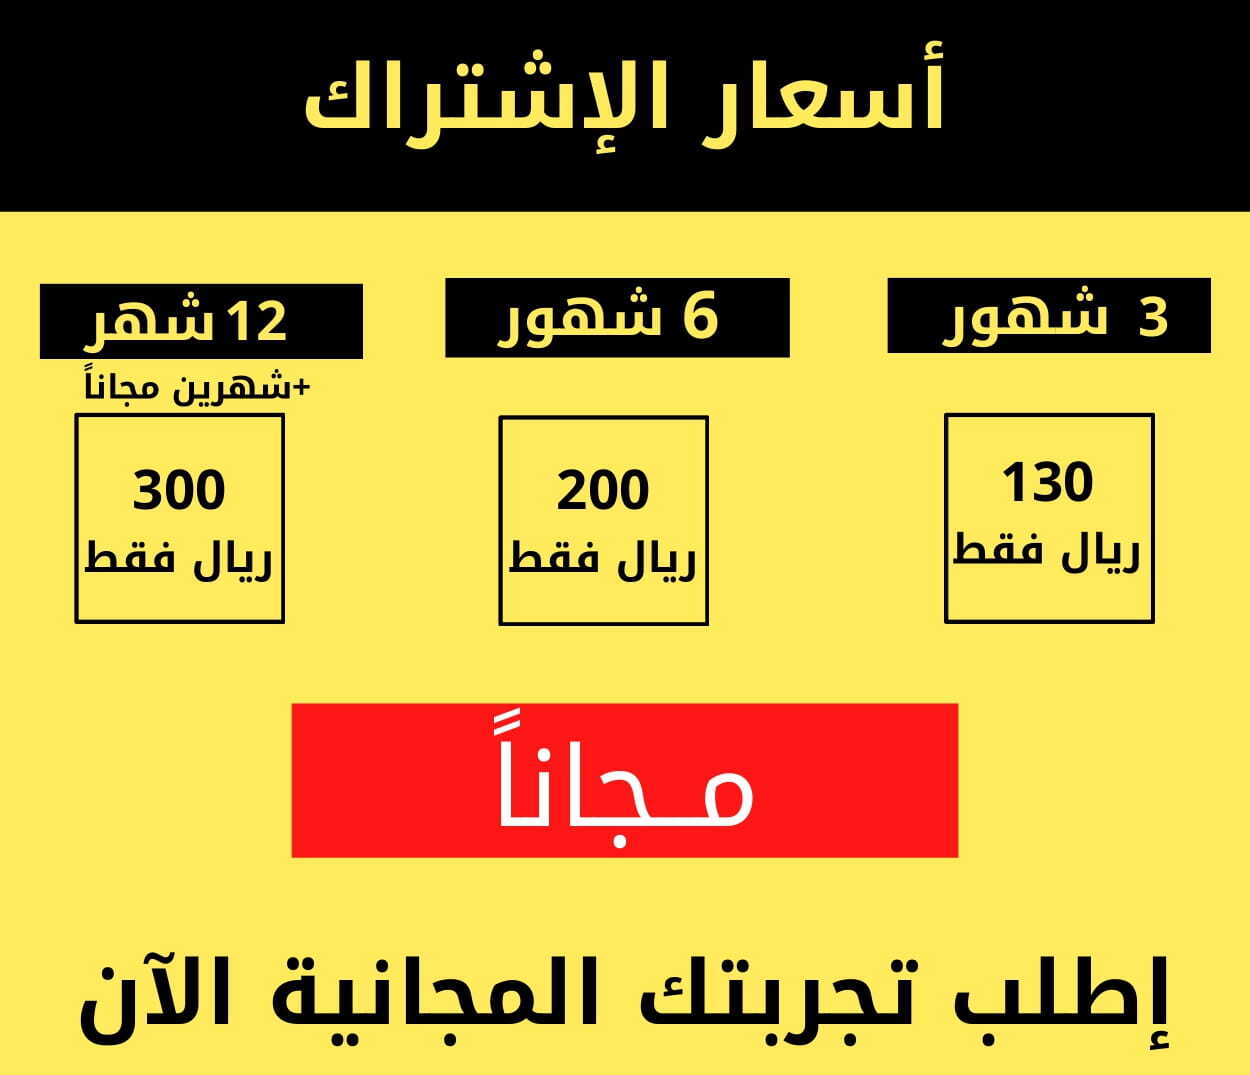 أسعار الإشتراك
3 شهور
130
ريال فقط
6 شهور
200
ريال فقط
12 شهر
+شهرين مجاناً
300
ريال فقط
مـجاناً
إطلب تجربتك المجانية الآن